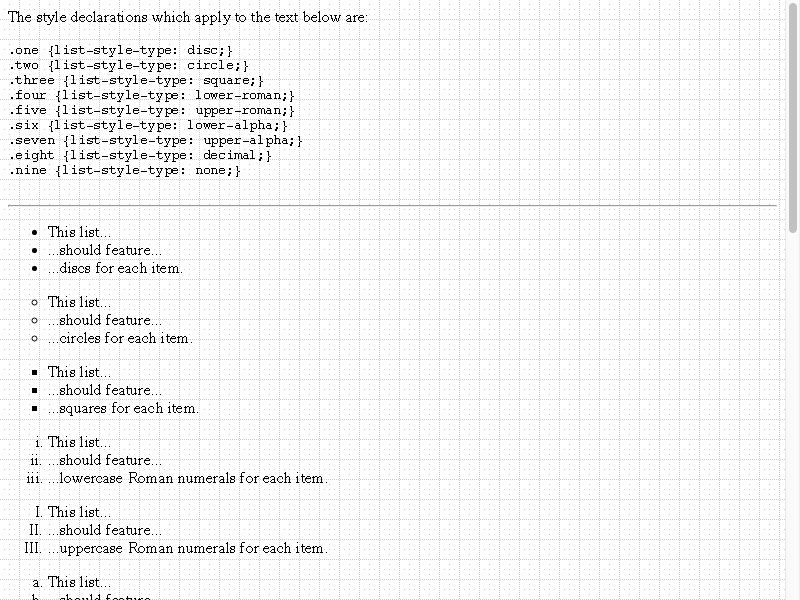 The style declarations which apply to the text below are:
.one {list-style-type: disc;}
.two {list-style-type: circle;}
.three {list-style-type: square;}
.four {list-style-type: lower-roman;}
.five {list-style-type: upper-roman;}
.six {list-style-type: lower-alpha;}
.seven {list-style-type: upper-alpha;}
.eight {list-style-type: decimal;}
.nine {list-style-type: none;}
• This list...
• ...should feature...
• ...discs for each item.
◦ This list...
◦ ...should feature...
◦ ...circles for each item.
▪ This list...
▪ ...should feature...
▪ ...squares for each item.
i. This list...
ii. ...should feature...
iii. ...lowercase Roman numerals for each item.
I. This list...
II. ...should feature...
III. ...uppercase Roman numerals for each item.
a. This list...
b. ...should feature...